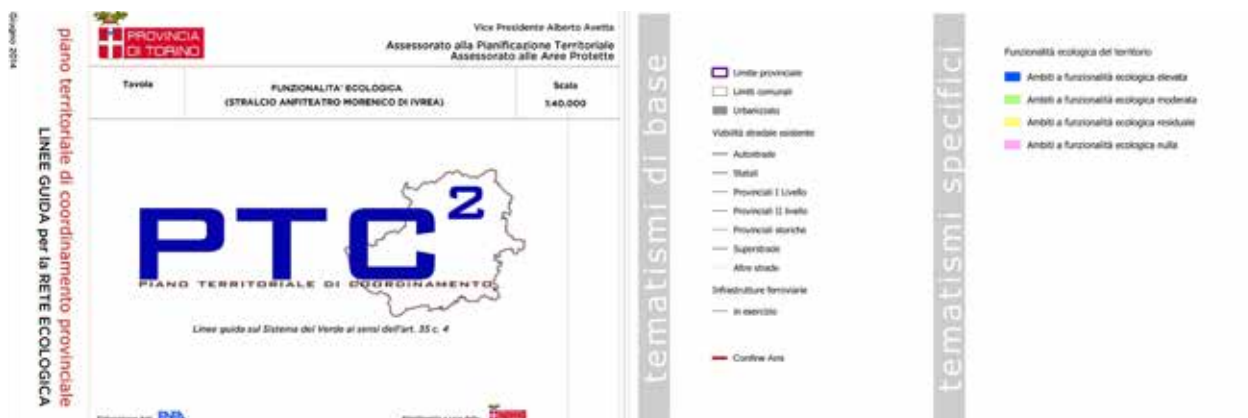 Giugno 2014
piano territoriale di coordinamento provinciale
LINEE GUIDA per la RETE ECOLOGICA
PROVINCIA
DI TORINO
Vice Presidente Alberto Avetta
Assessorato alla Pianificazione Territoriale
Assessorato alle Aree Protette
Tavola
FUNZIONALITA' ECOLOGICA
(STRALCIO ANFITEATRO MORENICO DI IVREA)
Scala
1:40.000
PTC2
PIANO TERRITORIALE DI COORDINAMENTO
Linee guida sul Sistema del Verde ai sensi dell'art. 35 c. 4
tematismi di base
Limite provinciale
Limiti comunali
Urbanizzato
Viabilità stradale esistente
Autostrade
Statali
Provinciali I Livello
Provinciali II livello
Provinciali storiche
Superstrade
Altre strade
Infrastrutture ferroviarie
in esercizio
Confine Ami
tematismi specifici
Funzionalità ecologica del territorio
Ambiti a funzionalità ecologica elevata
Ambiti a funzionalità ecologica moderata
Ambiti a funzionalità ecologica residuale
Ambiti a funzionalità ecologica nulla